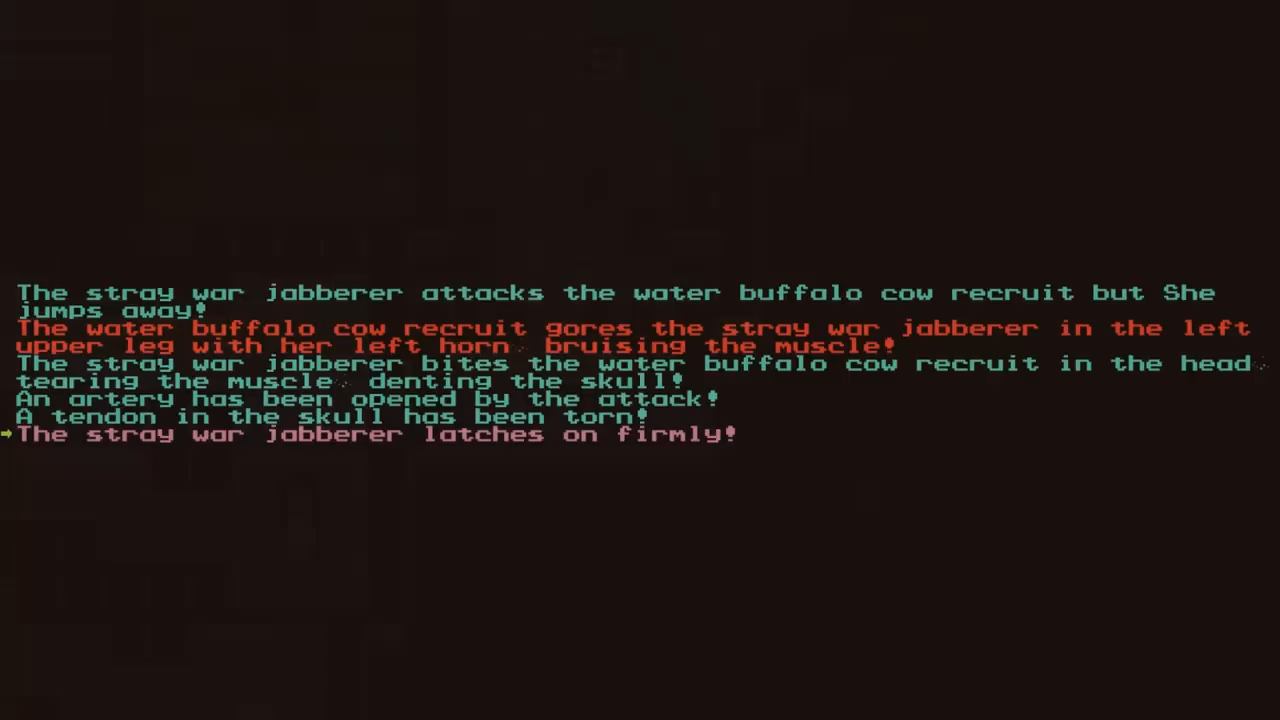 The stray war jabberer attacks the water buffalo cow recruit but She
jumps away!
The water buffalo cow recruit gores the stray war jabberer in the left
upper leg with her left horn, bruising the muscle!
The stray war jabberer bites the water buffalo cow recruit in the head,
tearing the muscle, denting the skull!
An artery has been opened by the attack!
A tendon in the skull has been torn!
The stray war jabberer latches on firmly!